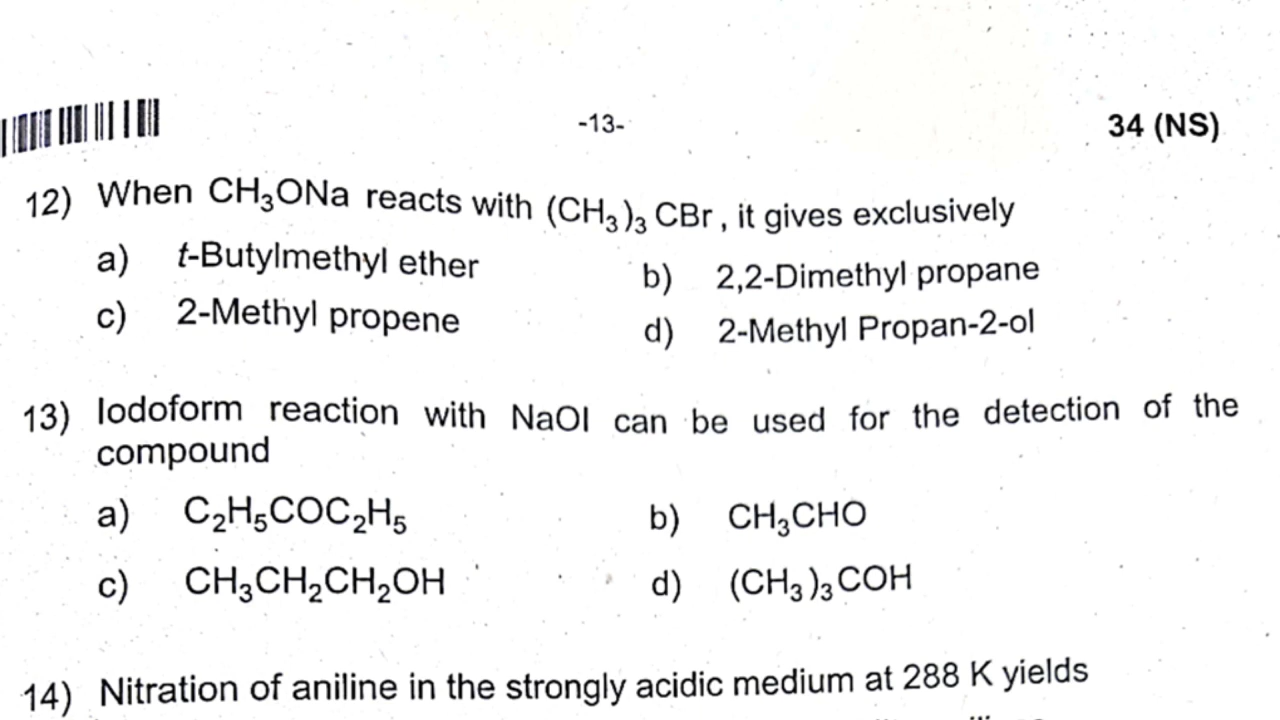 -13-
34 (NS)
12) When CH₃ONa reacts with (CH₃)₃ CBr, it gives exclusively
a) t-Butylmethyl ether b) 2,2-Dimethyl propane
c) 2-Methyl propene d) 2-Methyl Propan-2-ol
13) Iodoform reaction with NaOI can be used for the detection of the
compound
a) C₂H₅COC₂H₅ b) CH₃CHO
c) CH₃CH₂CH₂OH d) (CH₃)₃COH
14) Nitration of aniline in the strongly acidic medium at 288 K yields